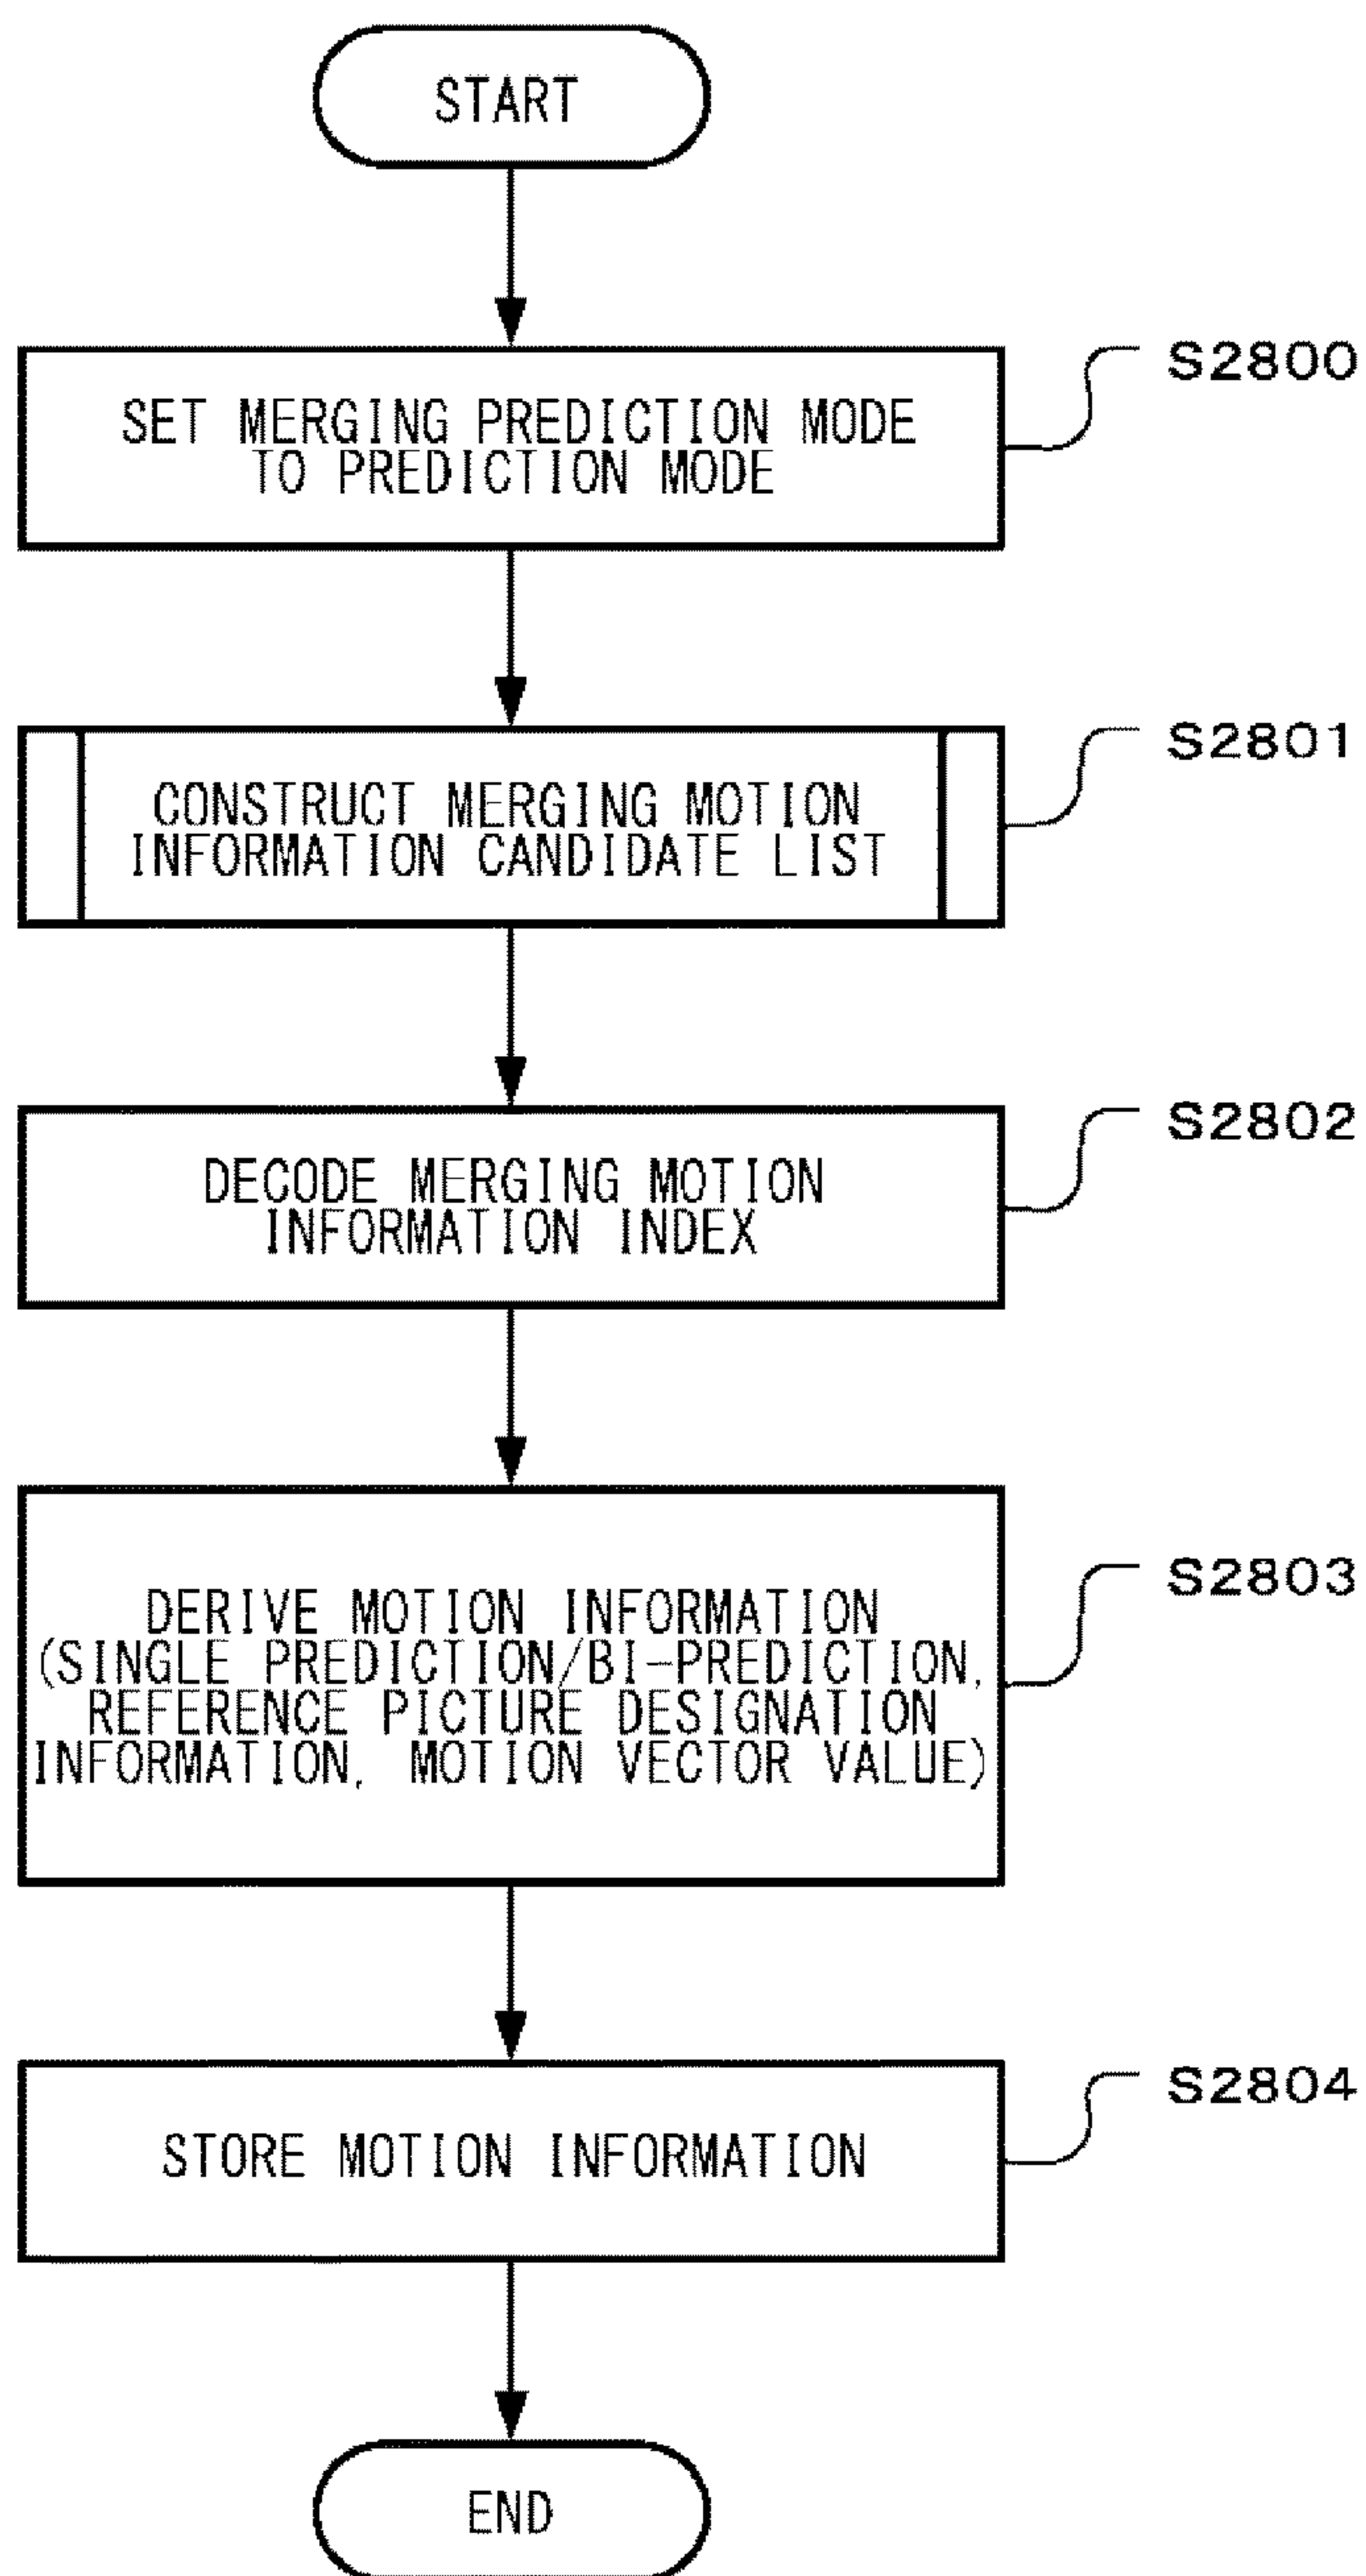 START
S2800
SET MERGING PREDICTION MODE
TO PREDICTION MODE
S2801
CONSTRUCT MERGING MOTION
INFORMATION CANDIDATE LIST
S2802
DECODE MERGING MOTION
INFORMATION INDEX
S2803
DERIVE MOTION INFORMATION
(SINGLE PREDICTION/BI-PREDICTION,
REFERENCE PICTURE DESIGNATION
INFORMATION, MOTION VECTOR VALUE)
S2804
STORE MOTION INFORMATION
END